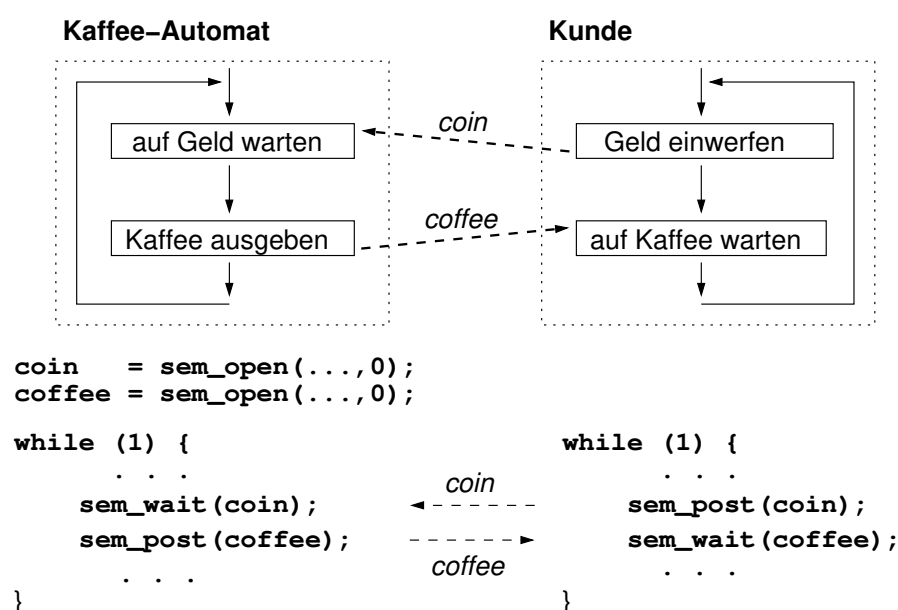 Kaffee–Automat
Kunde
coin
auf Geld warten
Geld einwerfen
coffee
Kaffee ausgeben
auf Kaffee warten
coin = sem_open(...,0);
coffee = sem_open(...,0);
while (1) {
. . .
sem_wait(coin);
sem_post(coffee);
. . .
}
coin
coffee
while (1) {
. . .
sem_post(coin);
sem_wait(coffee);
. . .
}